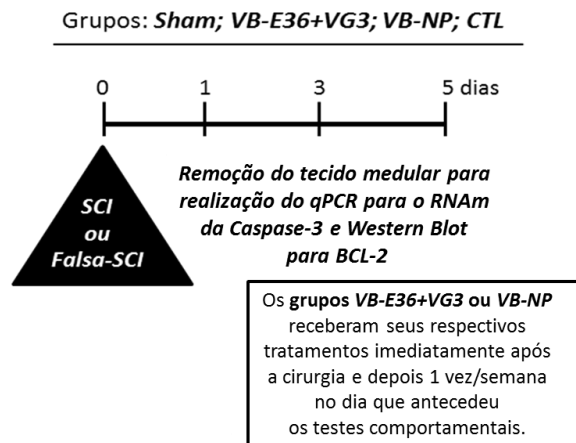 Grupos: Sham; VB-E36+VG3; VB-NP; CTL
0 1 3 5 dias
SCI
ou
Falsa-SCI
Remoção do tecido medular para
realização do qPCR para o RNAm
da Caspase-3 e Western Blot
para BCL-2
Os grupos VB-E36+VG3 ou VB-NP
receberam seus respectivos
tratamentos imediatamente após
a cirurgia e depois 1 vez/semana
no dia que antecedeu
os testes comportamentais.